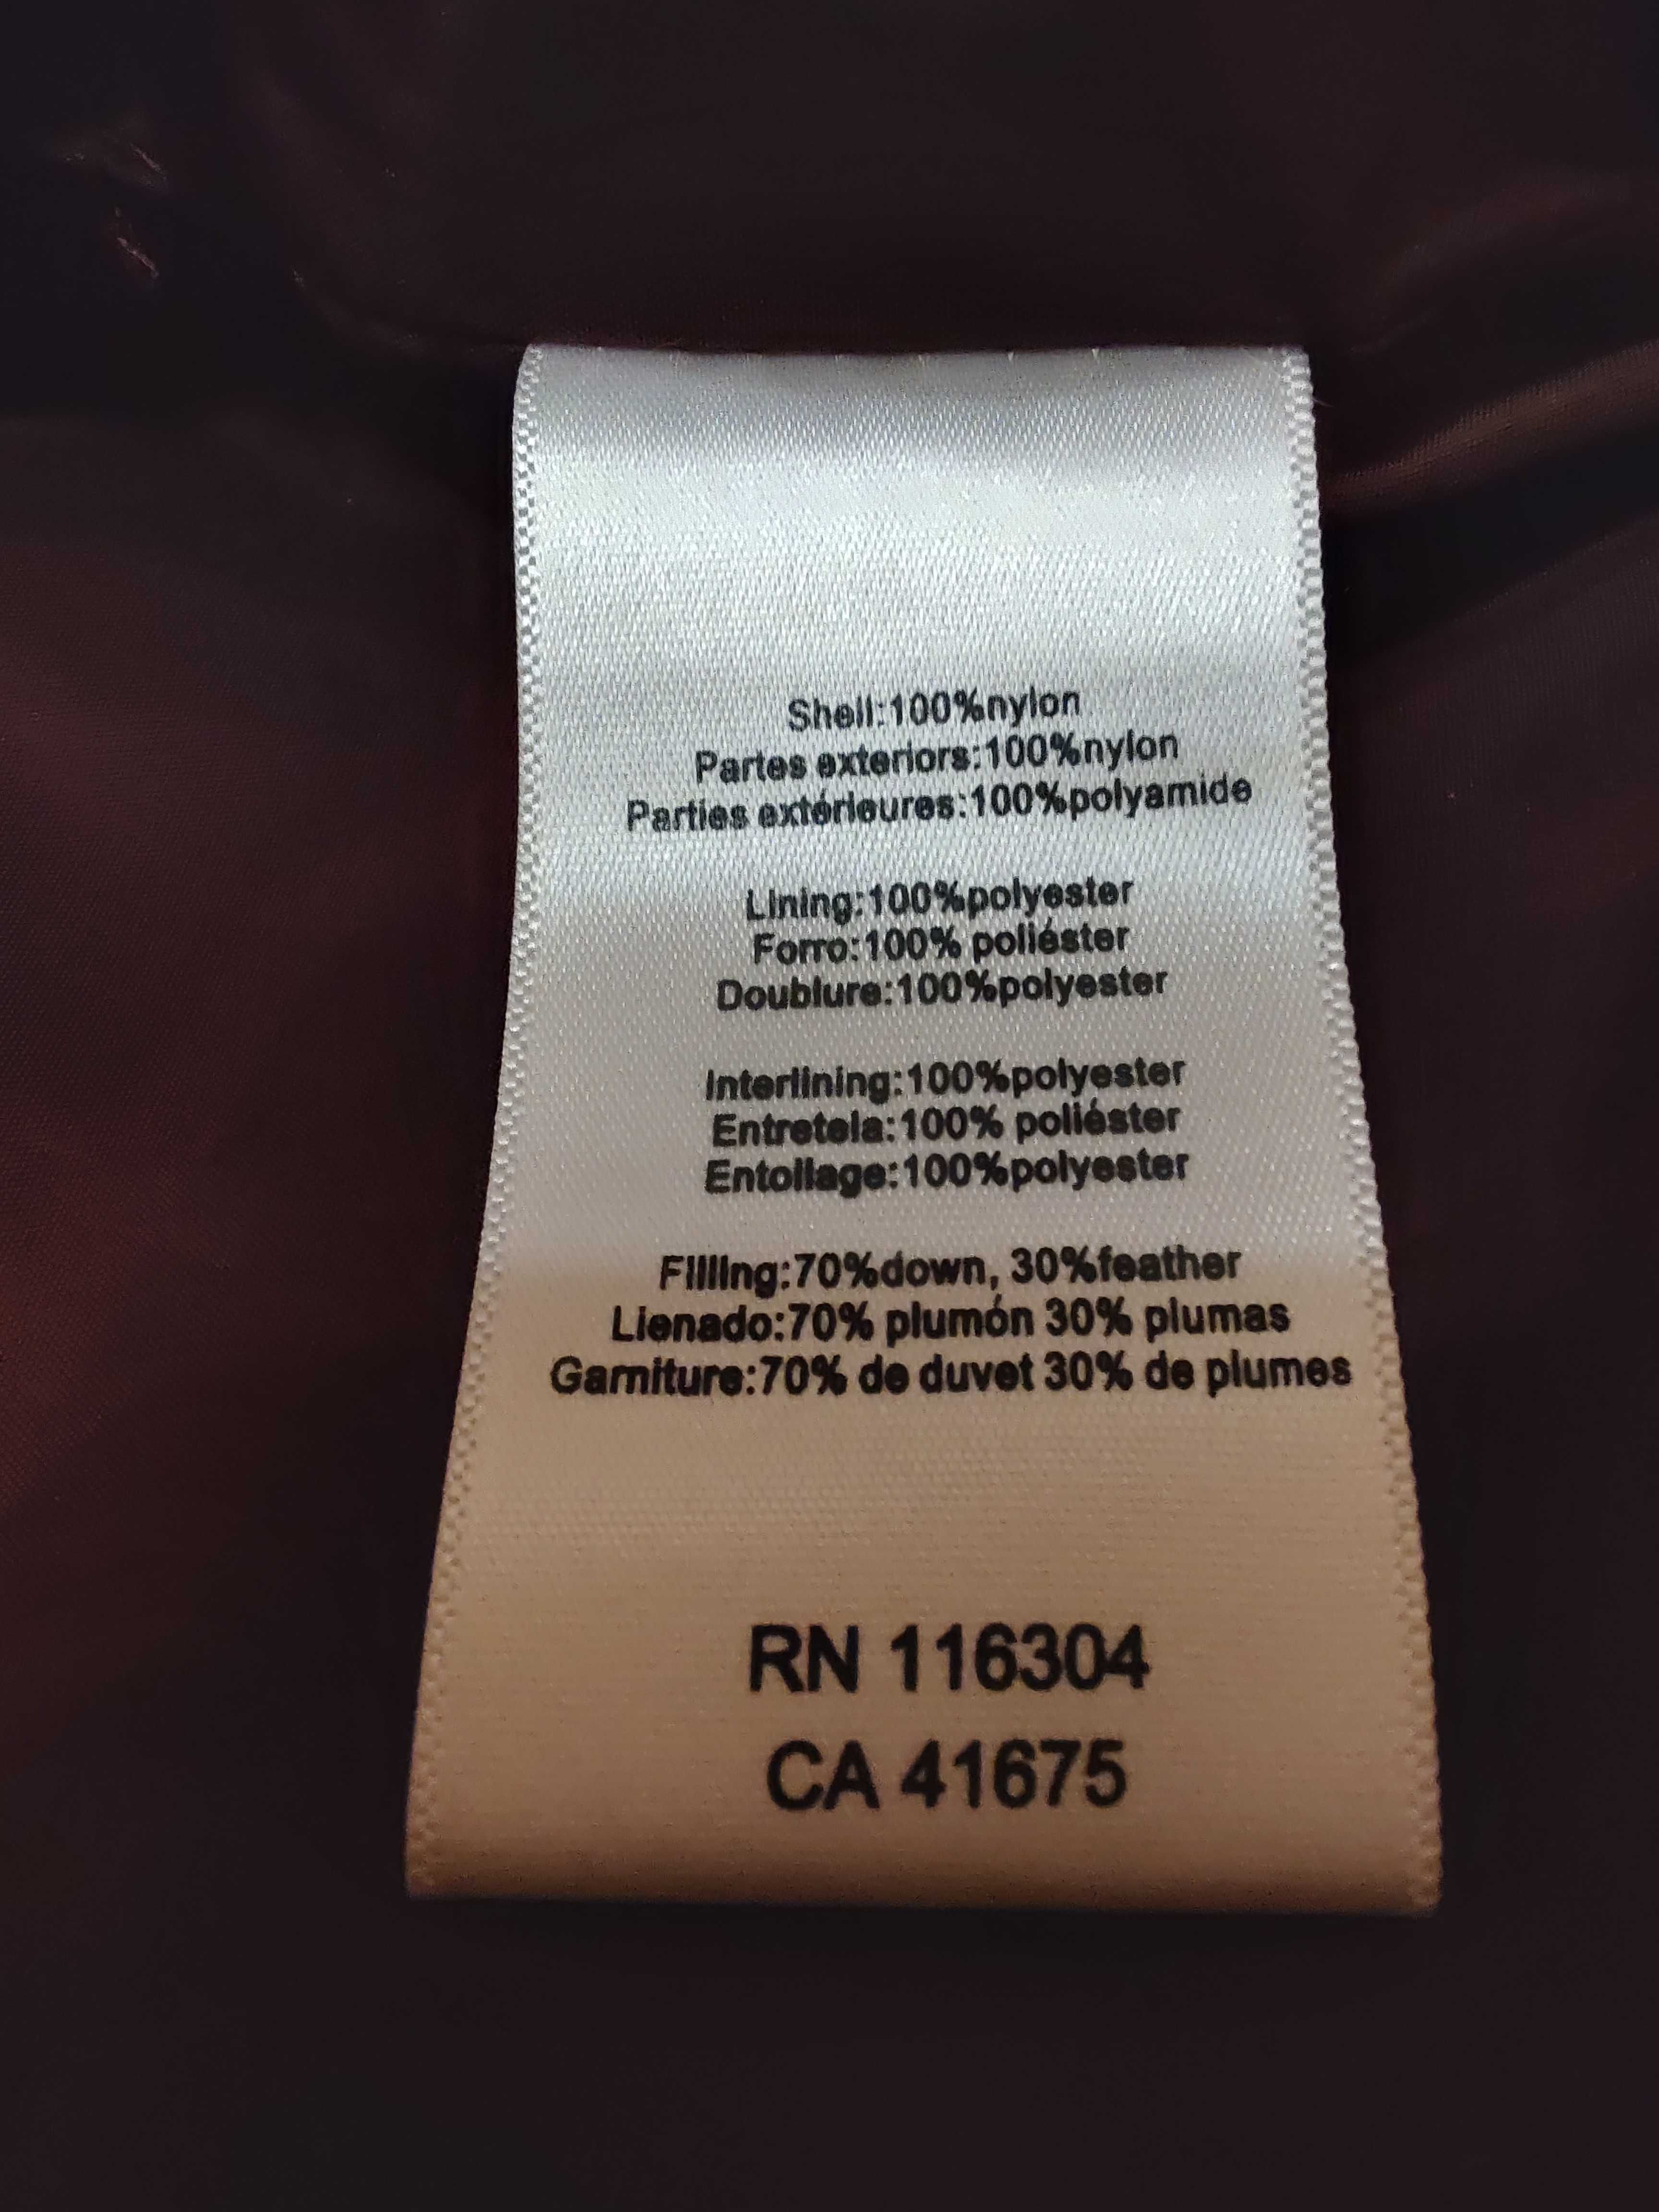 Shell:100%nylon
Partes exteriors:100%nylon
Parties extérieures:100%polyamide
Lining:100%polyester
Forro:100% poliéster
Doublure:100%polyester
Interlining:100%polyester
Entretela:100% poliéster
Entoilage:100%polyester
Filling:70%down, 30%feather
Llenado:70% plumón 30% plumas
Garniture:70% de duvet 30% de plumes
RN 116304
CA 41675